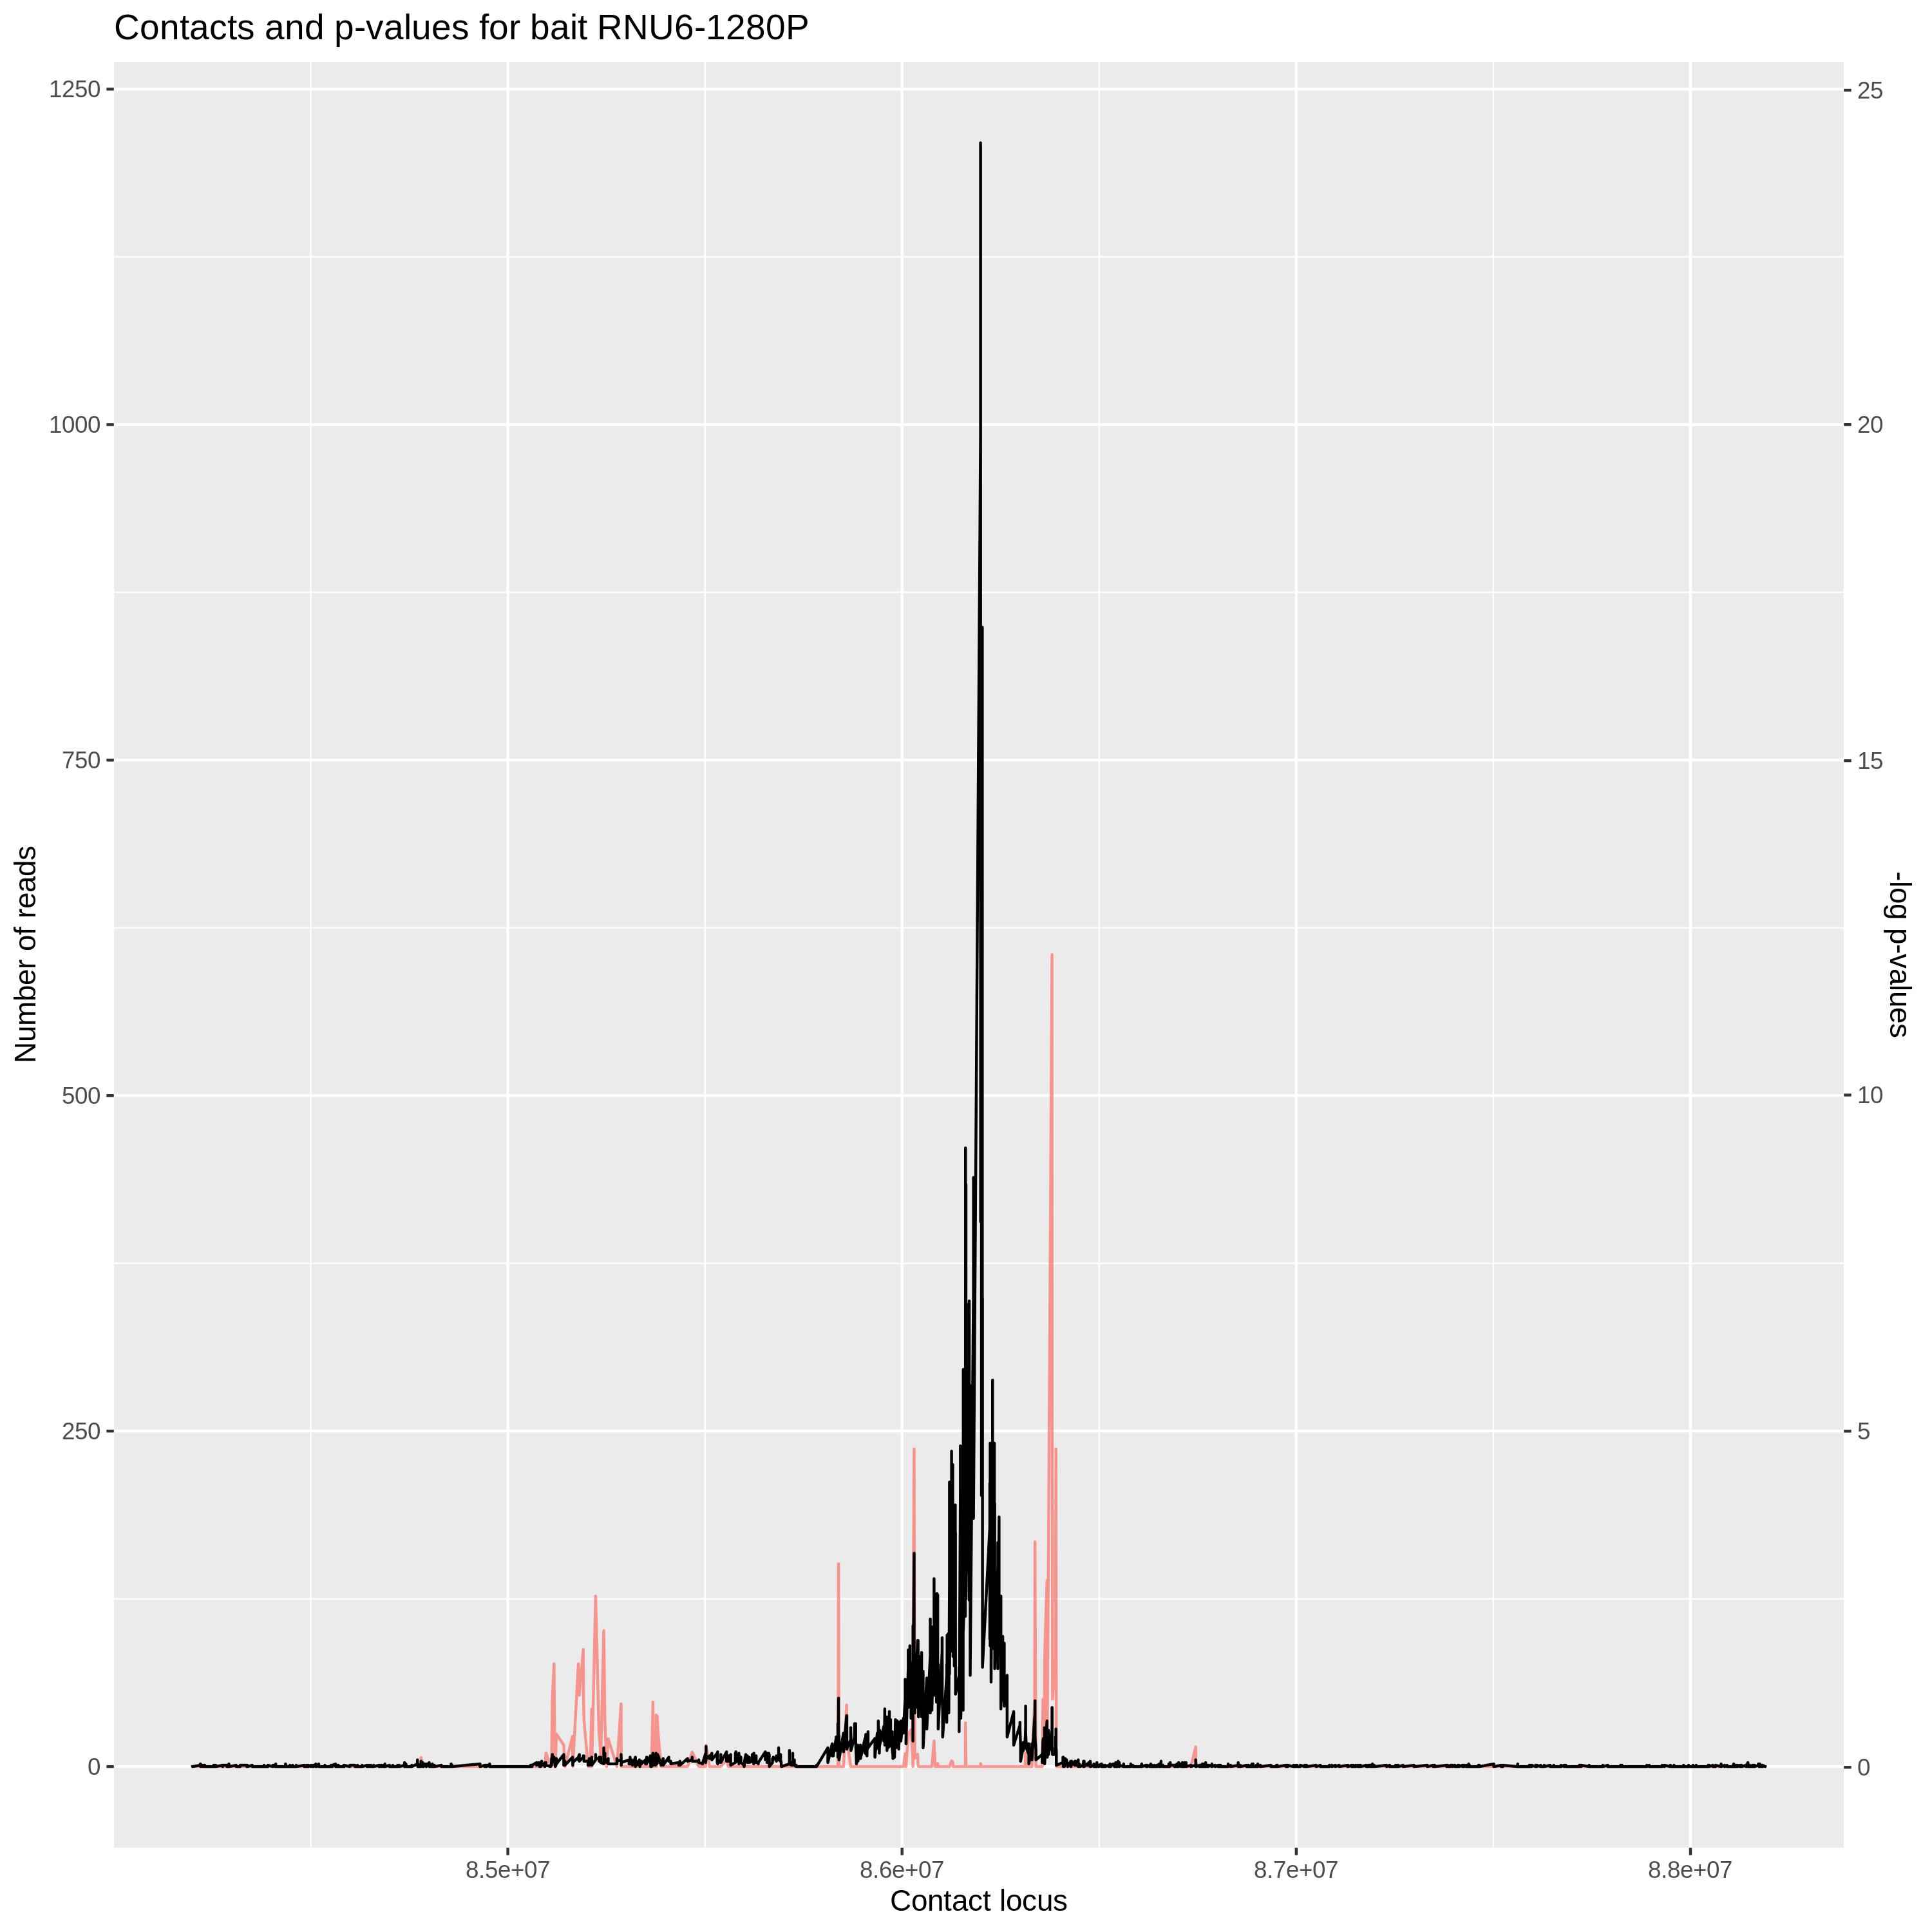 Contacts and p-values for bait RNU6-1280P
1250
1000
750
500
250
0
Number of reads
25
20
15
10
5
0
-log p-values
8.5e+07
8.6e+07
8.7e+07
8.8e+07
Contact locus